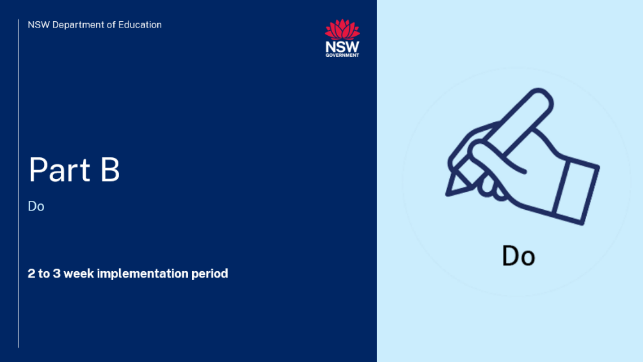 NSW Department of Education
NSW
GOVERNMENT
Part B
Do
2 to 3 week implementation period
Do